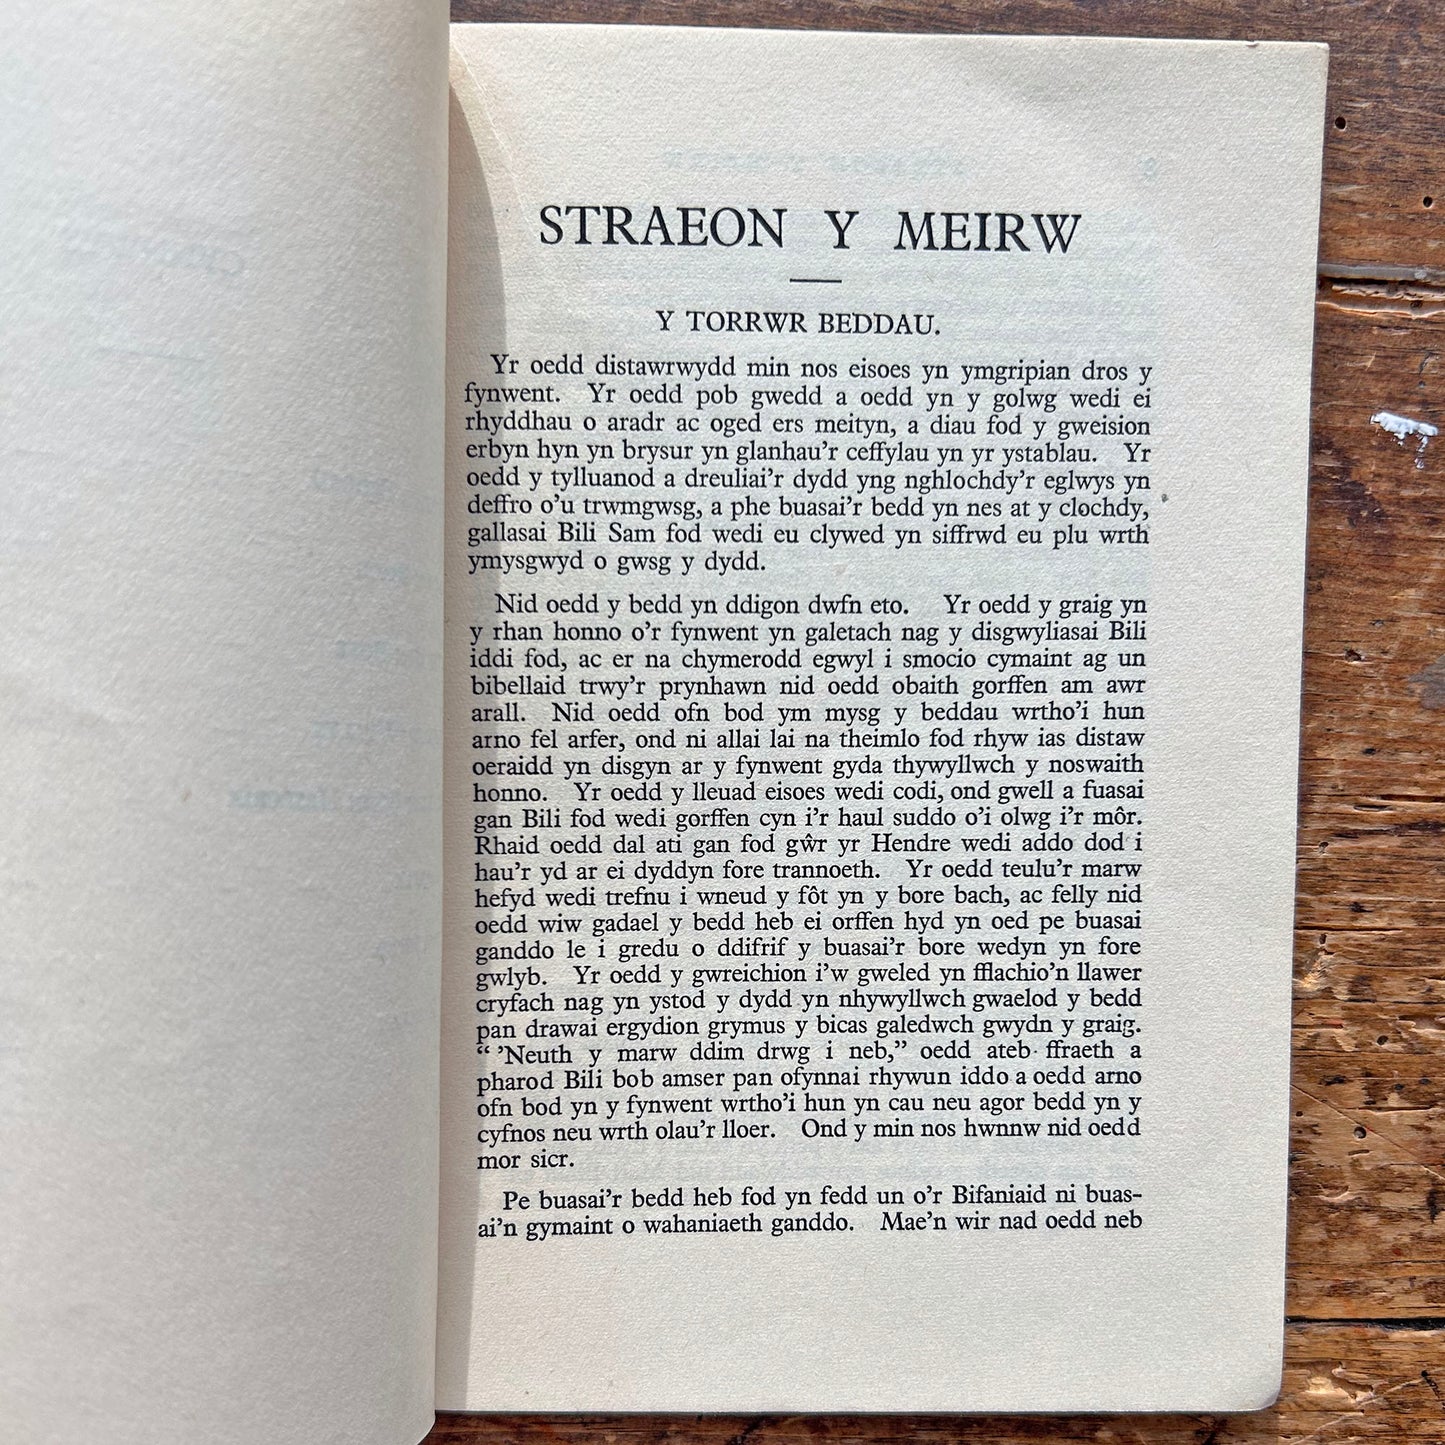 STRAEON Y MEIRW
Y TORRWR BEDDAU.
Yr oedd distawrwydd min nos eisoes yn ymgripian dros y
fynwent. Yr oedd pob gwedd a oedd yn y golwg wedi ei
rhyddhau o aradr ac oged ers meityn, a diau fod y gweision
erbyn hyn yn brysur yn glanhau'r ceffylau yn yr ystablau. Yr
oedd y tylluanod a dreuliai'r dydd yng nghlochdy'r eglwys yn
deffro o'u trwmgwsg, a phe buasai'r bedd yn nes at y clochdy,
gallasai Bili Sam fod wedi eu clywed yn siffrwd eu plu wrth
ymysgwyd o gwsg y dydd.
Nid oedd y bedd yn ddigon dwfn eto. Yr oedd y graig yn
y rhan honno o'r fynwent yn galetach nag y disgwyliasai Bili
iddi fod, ac er na chymerodd egwyl i smocio cymaint ag un
bibellaid trwy'r prynhawn nid oedd obaith gorffen am awr
arall. Nid oedd ofn bod ym mysg y beddau wrtho'i hun
arno fel arfer, ond ni allai lai na theimlo fod rhyw ias distaw
oeraidd yn disgyn ar y fynwent gyda thywyllwch y noswaith
honno. Yr oedd y lleuad eisoes wedi codi, ond gwell a fuasai
gan Bili fod wedi gorffen cyn i'r haul suddo o'i olwg i'r môr.
Rhaid oedd dal ati gan fod gŵr yr Hendre wedi addo dod i
hau'r yd ar ei dyddyn fore trannoeth. Yr oedd teulu'r marw
hefyd wedi trefnu i wneud y fôt yn y bore bach, ac felly nid
oedd wiw gadael y bedd heb ei orffen hyd yn oed pe buasai
ganddo le i gredu o ddifrif y buasai'r bore wedyn yn fore
gwlyb. Yr oedd y gwreichion i'w gweled yn fflachio'n llawer
cryfach nag yn ystod y dydd yn nhywyllwch gwaelod y bedd
pan drawai ergydion grymus y bicas galedwch gwydn y graig.
“ ’Neuth y marw ddim drwg i neb,” oedd ateb ffraeth a
pharod Bili bob amser pan ofynnai rhywun iddo a oedd arno
ofn bod yn y fynwent wrtho'i hun yn cau neu agor bedd yn y
cyfnos neu wrth olau'r lloer. Ond y min nos hwnnw nid oedd
mor sicr.
Pe buasai'r bedd heb fod yn fedd un o'r Bifaniaid ni buas-
ai'n gymaint o wahaniaeth ganddo. Mae'n wir nad oedd neb